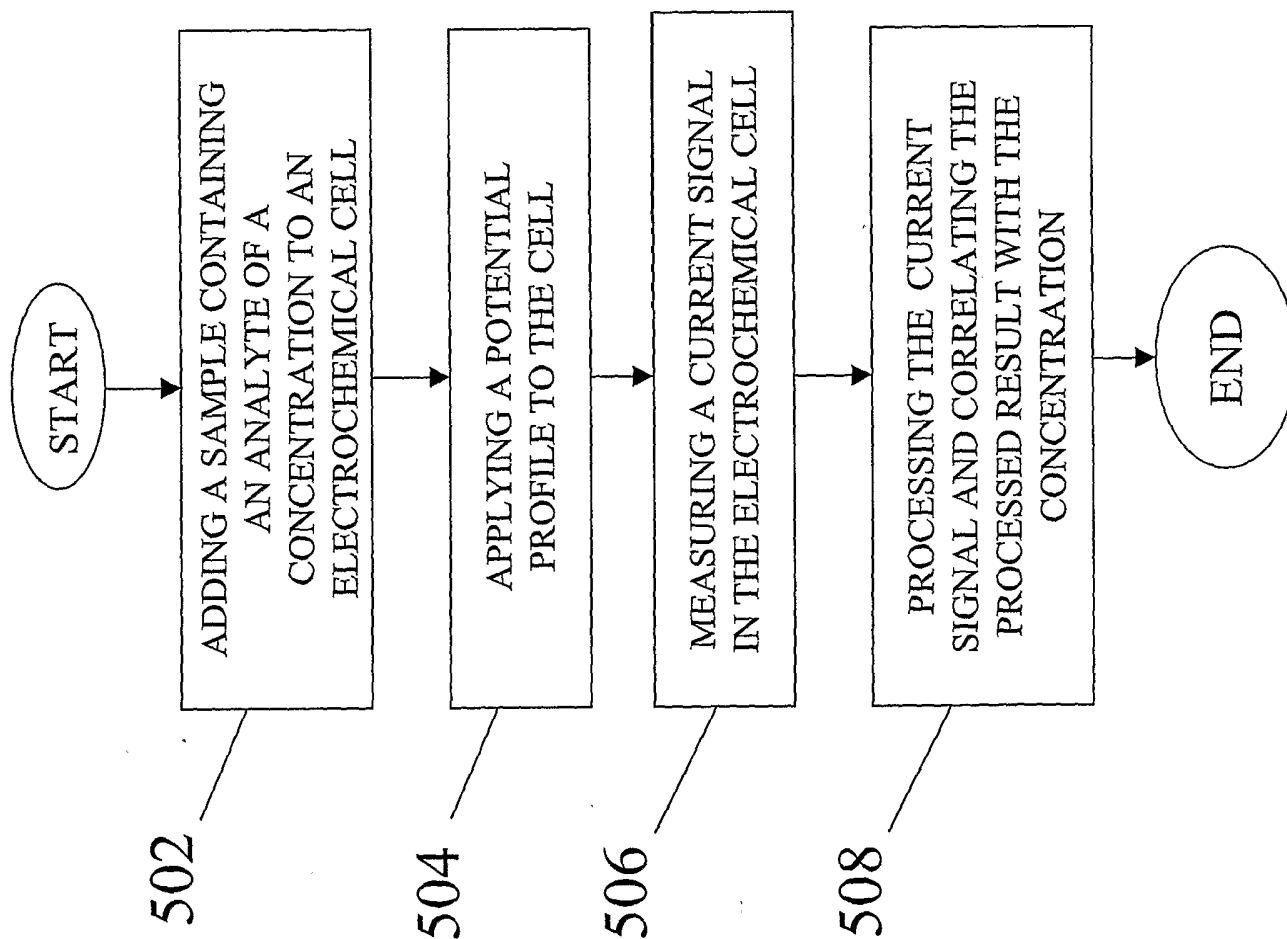 START
502
ADDING A SAMPLE CONTAINING
AN ANALYTE OF A
CONCENTRATION TO AN
ELECTROCHEMICAL CELL
504
APPLYING A POTENTIAL
PROFILE TO THE CELL
506
MEASURING A CURRENT SIGNAL
IN THE ELECTROCHEMICAL CELL
508
PROCESSING THE CURRENT
SIGNAL AND CORRELATING THE
PROCESSED RESULT WITH THE
CONCENTRATION
END